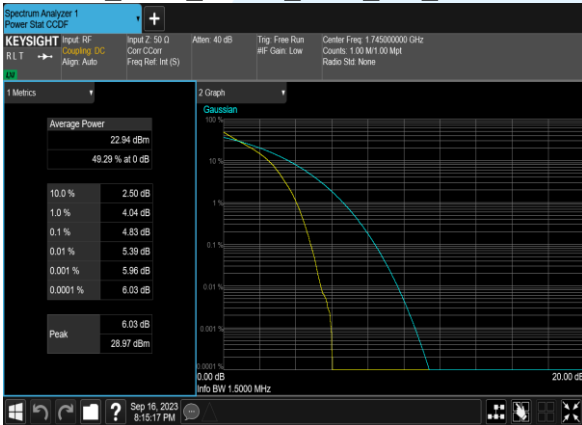 Spectrum Analyzer 1
Power Stat CCDF
+
KEYSIGHT
RLT
LW
Input: RF
Coupling: DC
Align: Auto
Input Z: 50 Ω
Corr CCorr
Freq Ref: Int (S)
Atten: 40 dB
Trig: Free Run
#IF Gain: Low
Center Freq: 1.745000000 GHz
Counts: 1.00 M/1.00 Mpt
Radio Std: None
1 Metrics
Average Power
22.94 dBm
49.29 % at 0 dB
10.0 % 2.50 dB
1.0 % 4.04 dB
0.1 % 4.83 dB
0.01 % 5.39 dB
0.001 % 5.96 dB
0.0001 % 6.03 dB
Peak
6.03 dB
28.97 dBm
2 Graph
Gaussian
100 %
10 %
1 %
0.1 %
0.01 %
0.001 %
0.0001 %
0.00 dB
20.00 dB
Info BW 1.5000 MHz
?
Sep 16, 2023
8:15:17 PM